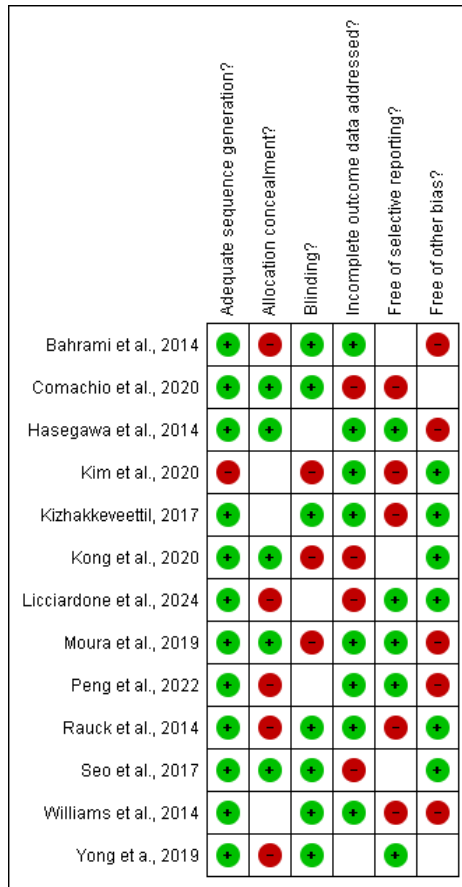 Adequate sequence generation?
Allocation concealment?
Blinding?
Incomplete outcome data addressed?
Free of selective reporting?
Free of other bias?
Bahrami et al., 2014 + - + + -
Comachio et al., 2020 + + + - -
Hasegawa et al., 2014 + + + + -
Kim et al., 2020 - - + - +
Kizhakkeveettil, 2017 + + + - +
Kong et al., 2020 + + - - +
Licciardone et al., 2024 + - - + +
Moura et al., 2019 + + - + + -
Peng et al., 2022 + - + + -
Rauck et al., 2014 + - + + - +
Seo et al., 2017 + + + - +
Williams et al., 2014 + + + - -
Yong et a., 2019 + - + +